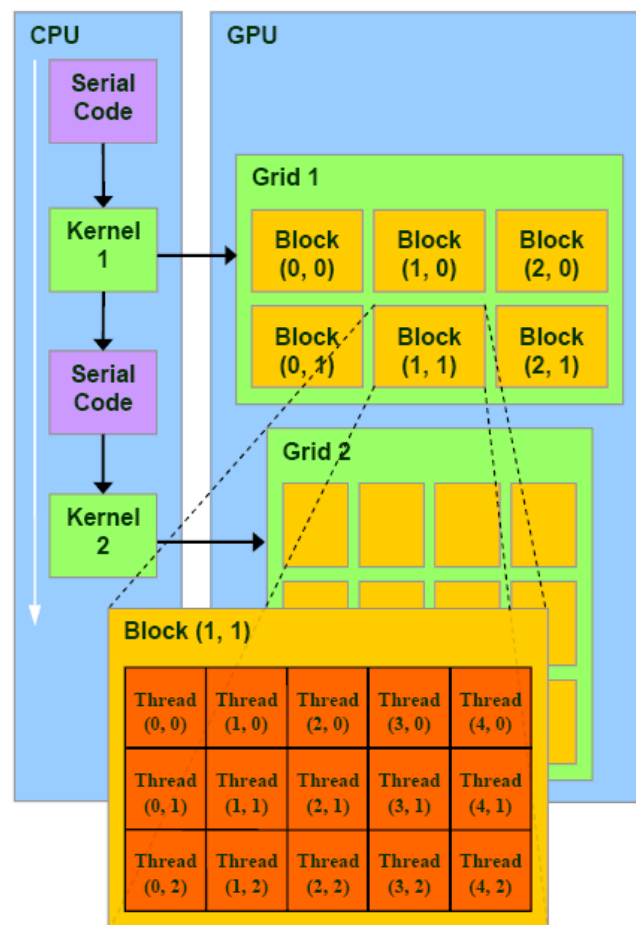 CPU
Serial
Code
Kernel
1
Serial
Code
Kernel
2
GPU
Grid 1
Block
(0, 0)
Block
(1, 0)
Block
(2, 0)
Block
(0, 1)
Block
(1, 1)
Block
(2, 1)
Grid 2
Block (1, 1)
Thread
(0, 0)
Thread
(1, 0)
Thread
(2, 0)
Thread
(3, 0)
Thread
(4, 0)
Thread
(0, 1)
Thread
(1, 1)
Thread
(2, 1)
Thread
(3, 1)
Thread
(4, 1)
Thread
(0, 2)
Thread
(1, 2)
Thread
(2, 2)
Thread
(3, 2)
Thread
(4, 2)